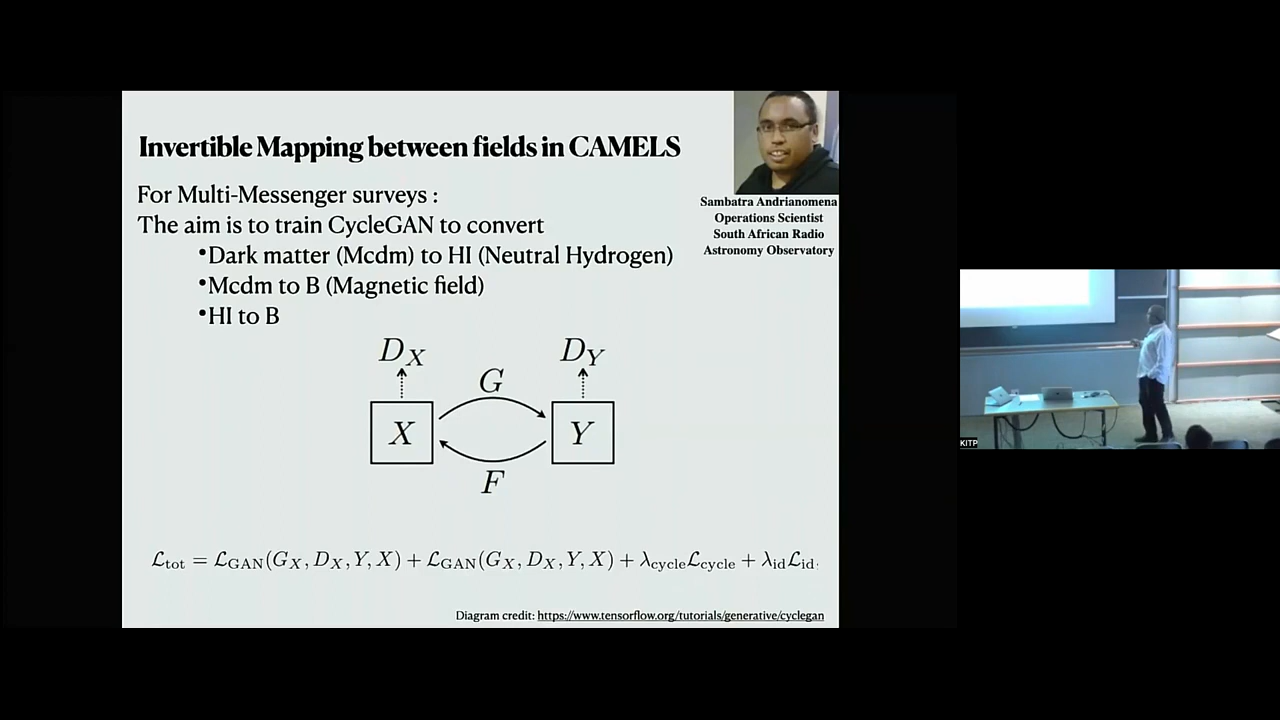 Invertible Mapping between fields in CAMELS
For Multi-Messenger surveys :
The aim is to train CycleGAN to convert
•Dark matter (Mcdm) to HI (Neutral Hydrogen)
•Mcdm to B (Magnetic field)
•HI to B
Sambatra Andrianomena
Operations Scientist
South African Radio
Astronomy Observatory
D_X D_Y
G
X Y
F
ℒ_tot = ℒ_GAN(G_X, D_X, Y, X) + ℒ_GAN(G_X, D_X, Y, X) + λ_cycle ℒ_cycle + λ_id ℒ_id
Diagram credit: https://www.tensorflow.org/tutorials/generative/cyclegan
KITP